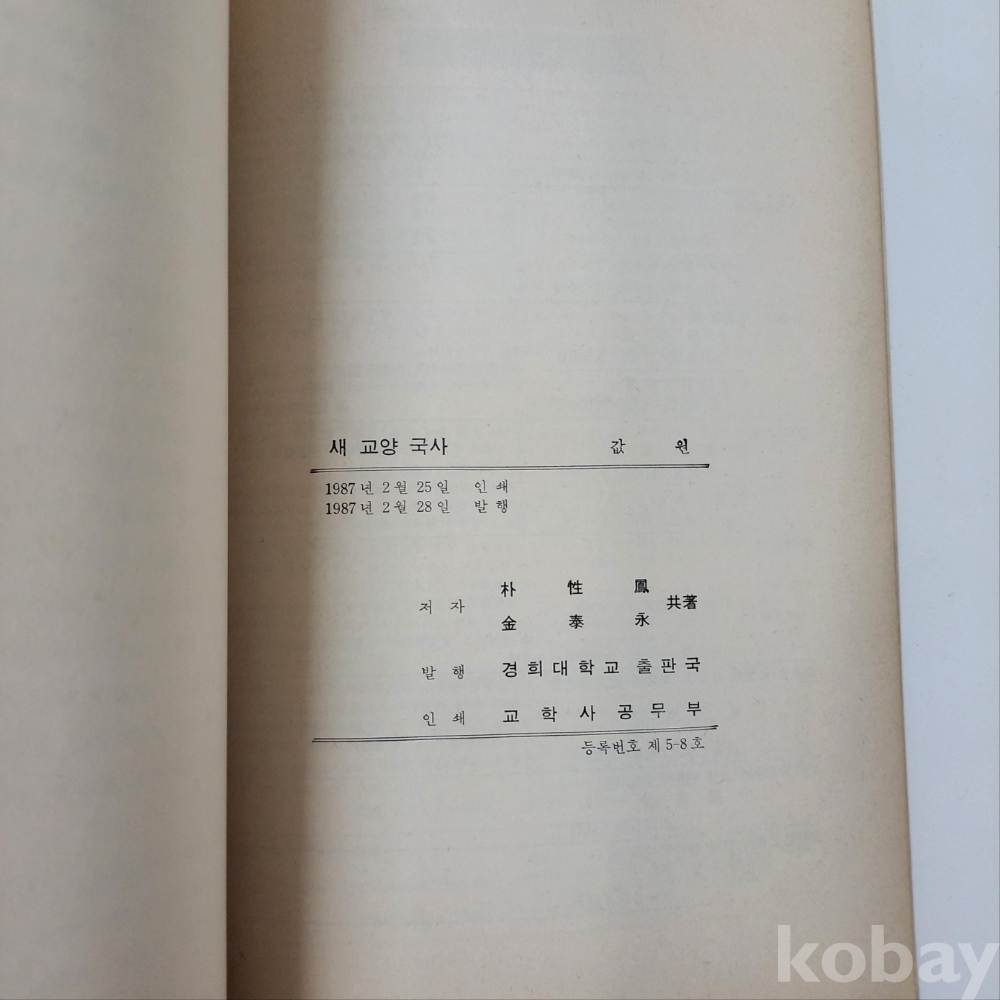 새 교양 국사 값 원
1987년 2월 25일 인쇄
1987년 2월 28일 발행
저자 朴性鳳 金泰永 共著
발행 경희대학교 출판국
인쇄 교학사공무부
등록번호 제5-8호
kobay